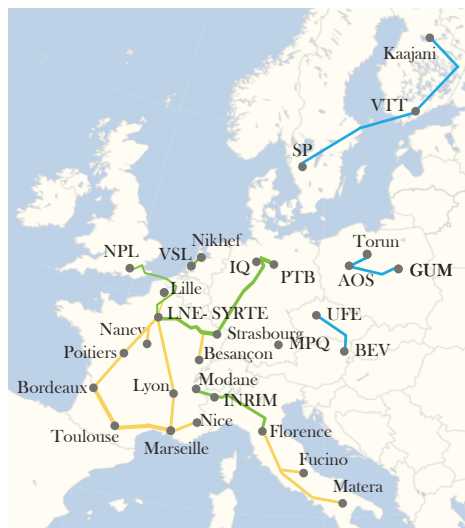 Kaajani
VTT
SP
Nikhef
NPL
VSL
IQ
PTB
Torun
AOS
GUM
Lille
LNE- SYRTE
UFE
Nancy
Strasbourg
MPQ
BEV
Poitiers
Besançon
Bordeaux
Lyon
Modane
INRIM
Nice
Toulouse
Marseille
Florence
Fucino
Matera